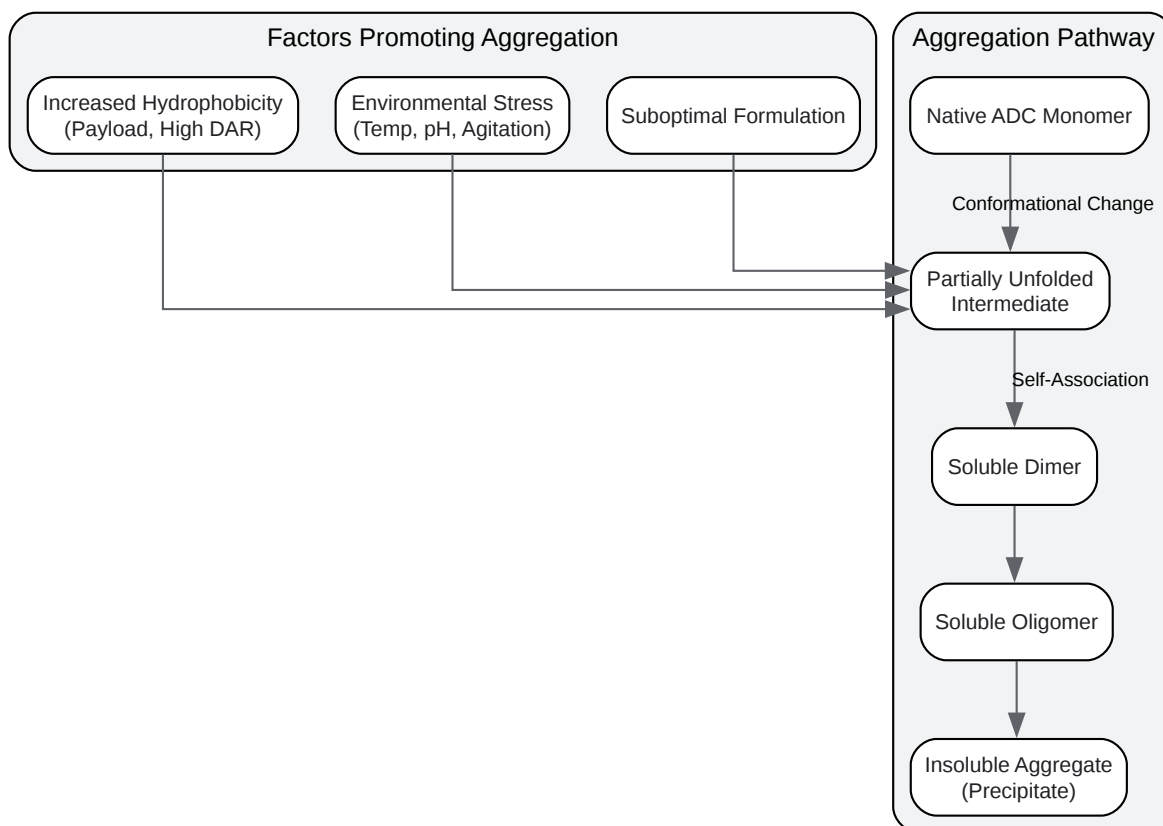 Factors Promoting Aggregation
Increased Hydrophobicity
(Payload, High DAR)
Environmental Stress
(Temp, pH, Agitation)
Suboptimal Formulation
Aggregation Pathway
Native ADC Monomer
Conformational Change
Partially Unfolded
Intermediate
Self-Association
Soluble Dimer
Soluble Oligomer
Insoluble Aggregate
(Precipitate)